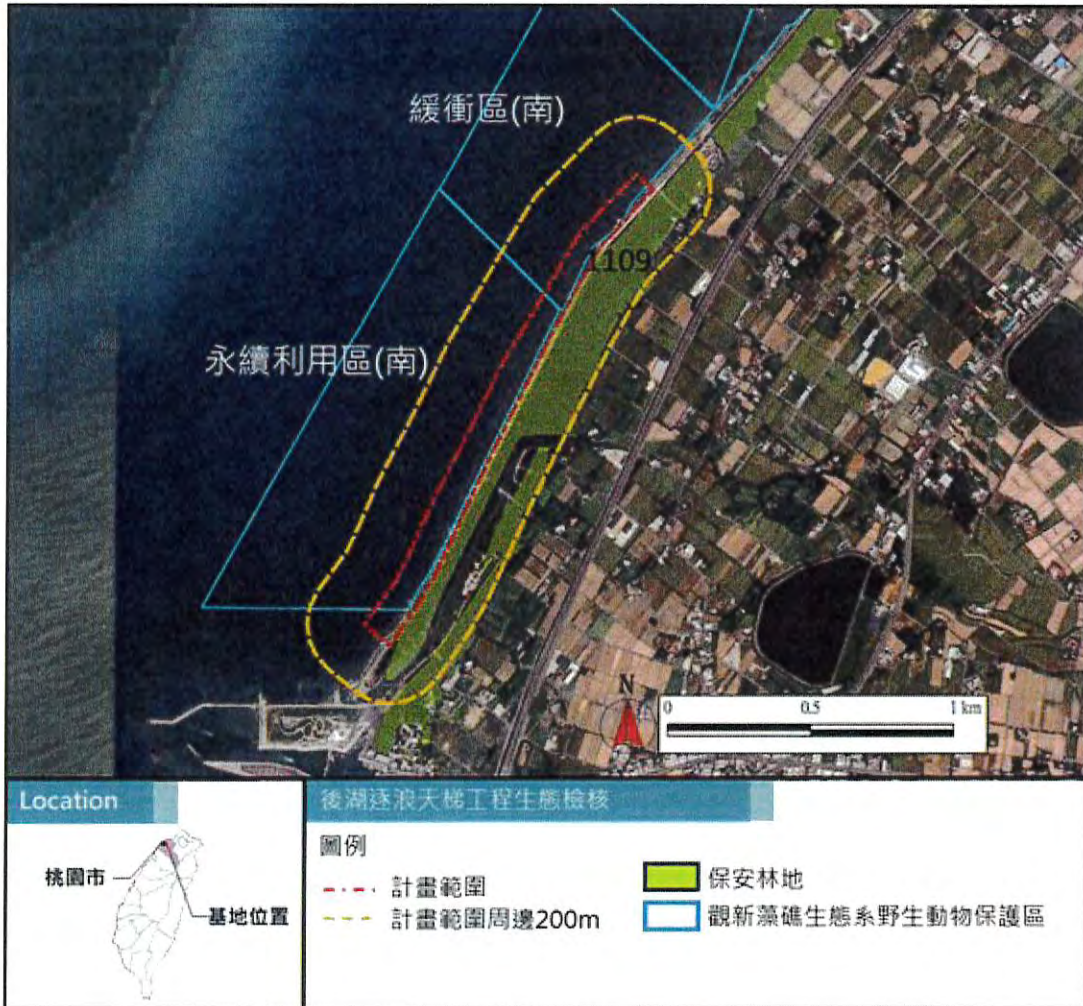 緩衝區(南)
1109
永續利用區(南)
N
0 0.5 1 km
Location
桃園市
基地位置
後湖逐浪天梯工程生態檢核
圖例
計畫範圍
計畫範圍周邊200m
保安林地
觀新藻礁生態系野生動物保護區